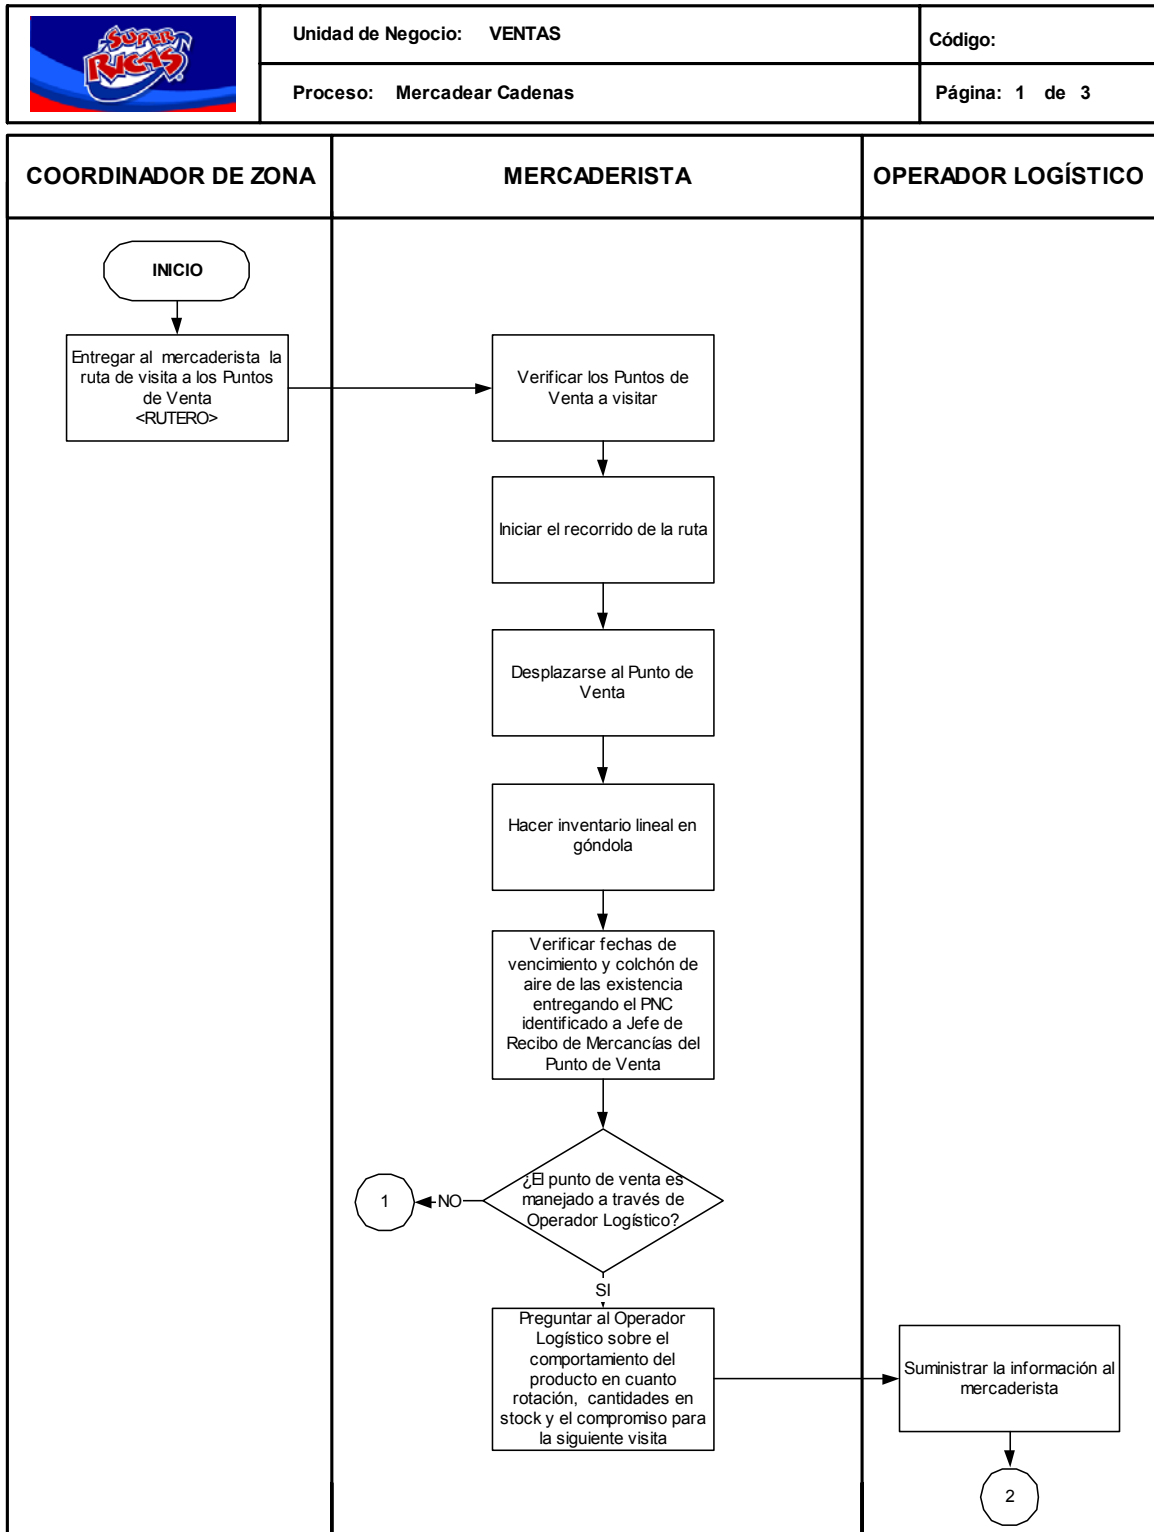 SUPER
RICAS
Unidad de Negocio: VENTAS
Código:
Proceso: Mercadear Cadenas
Página: 1 de 3
COORDINADOR DE ZONA
MERCADERISTA
OPERADOR LOGÍSTICO
INICIO
Entregar al mercaderista la
ruta de visita a los Puntos
de Venta
<RUTERO>
Verificar los Puntos de
Venta a visitar
Iniciar el recorrido de la ruta
Desplazarse al Punto de
Venta
Hacer inventario lineal en
góndola
Verificar fechas de
vencimiento y colchón de
aire de las existencia
entregando el PNC
identificado a Jefe de
Recibo de Mercancías del
Punto de Venta
¿El punto de venta es
manejado a través de
Operador Logístico?
NO
1
SI
Preguntar al Operador
Logístico sobre el
comportamiento del
producto en cuanto
rotación, cantidades en
stock y el compromiso para
la siguiente visita
Suministrar la información al
mercaderista
2